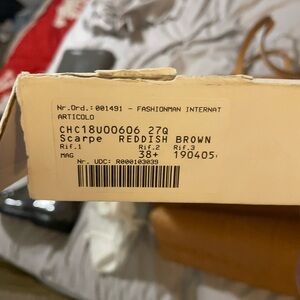 Nr.Ord.: 001491 - FASHIONMAN INTERNAT
ARTICOLO
CHC18U00606 27Q
Scarpe REDDISH BROWN
Rif.1 Rif.2 Rif.3
MAG 38+ 190405
Nr. UDC: R000103039